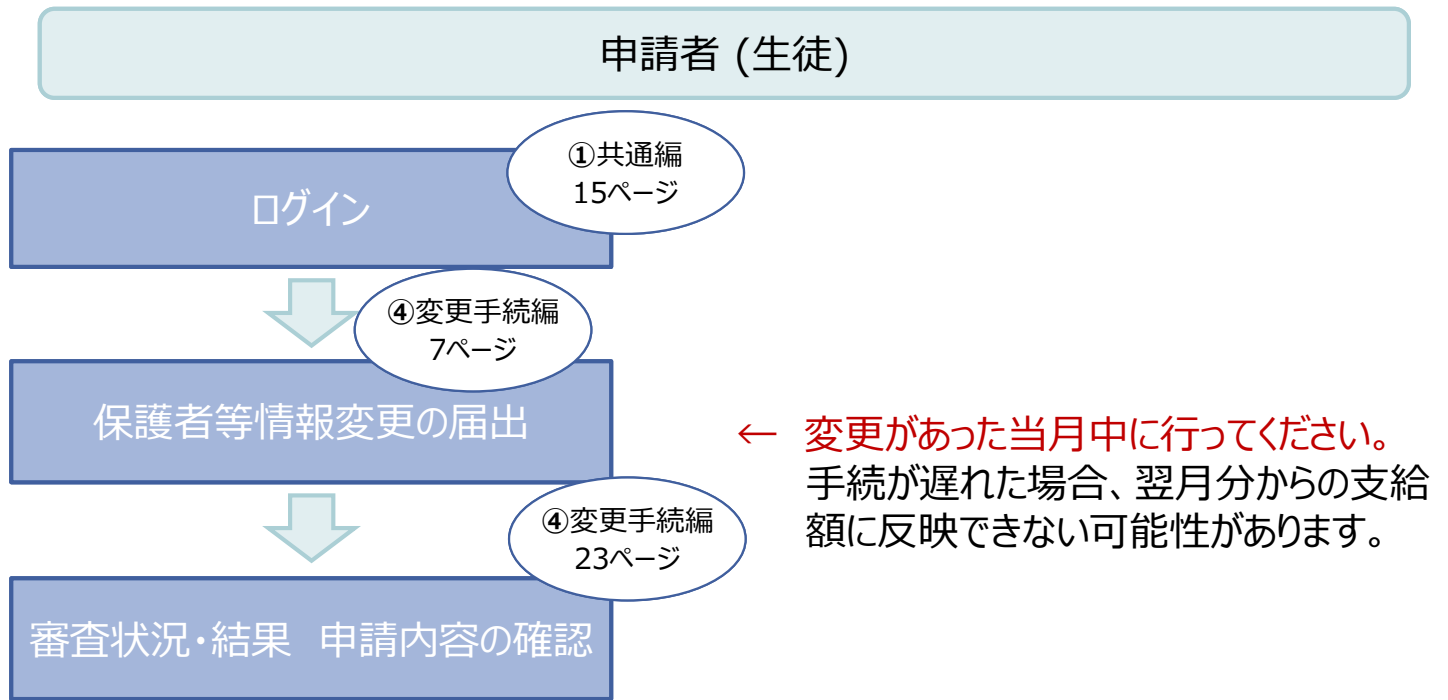 申請者 (生徒)
①共通編
15ページ
ログイン
④変更手続編
7ページ
保護者等情報変更の届出
← 変更があった当月中に行ってください。
手続が遅れた場合、翌月分からの支給
額に反映できない可能性があります。
④変更手続編
23ページ
審査状況・結果　申請内容の確認